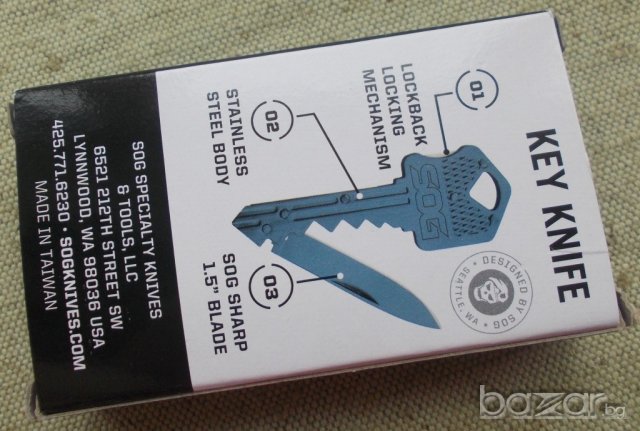 KEY KNIFE
01
LOCKBACK
LOCKING
MECHANISM
02
STAINLESS
STEEL BODY
03
SOG SHARP
1.5" BLADE
SOG
• DESIGNED BY SOG •
SEATTLE, WA
SOG SPECIALTY KNIVES
& TOOLS, LLC
6521 212TH STREET SW
LYNNWOOD, WA 98036 USA
425.771.6230 • SOGKNIVES.COM
MADE IN TAIWAN
bazar.bg